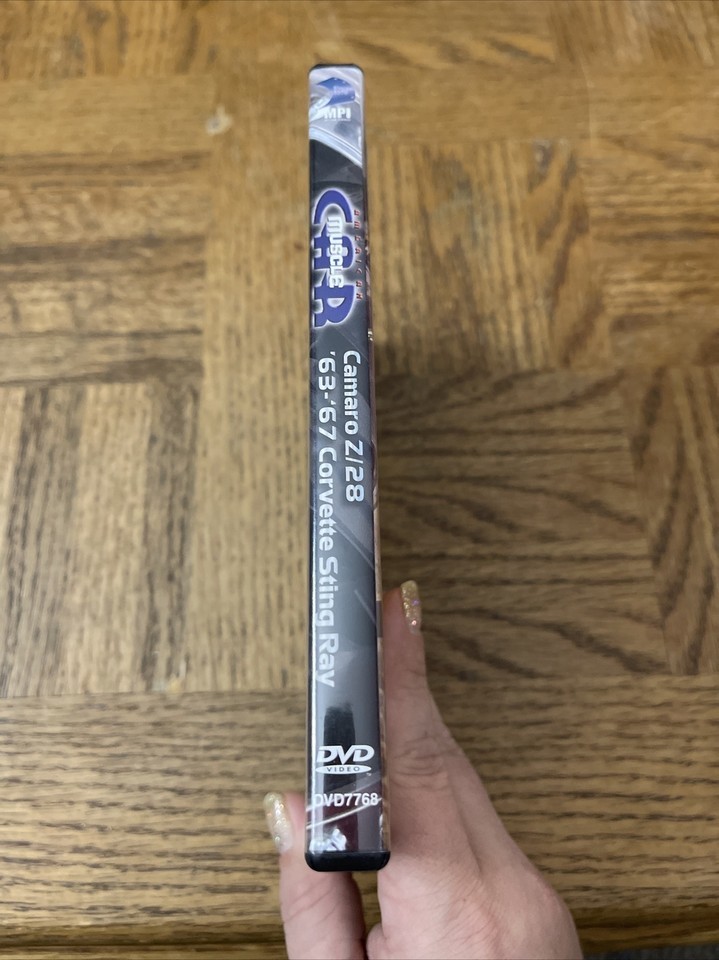 MPI
AMERICAN
MUSCLE
CAR
Camaro Z/28
'63-'67 Corvette Sting Ray
DVD
VIDEO
DVD7768